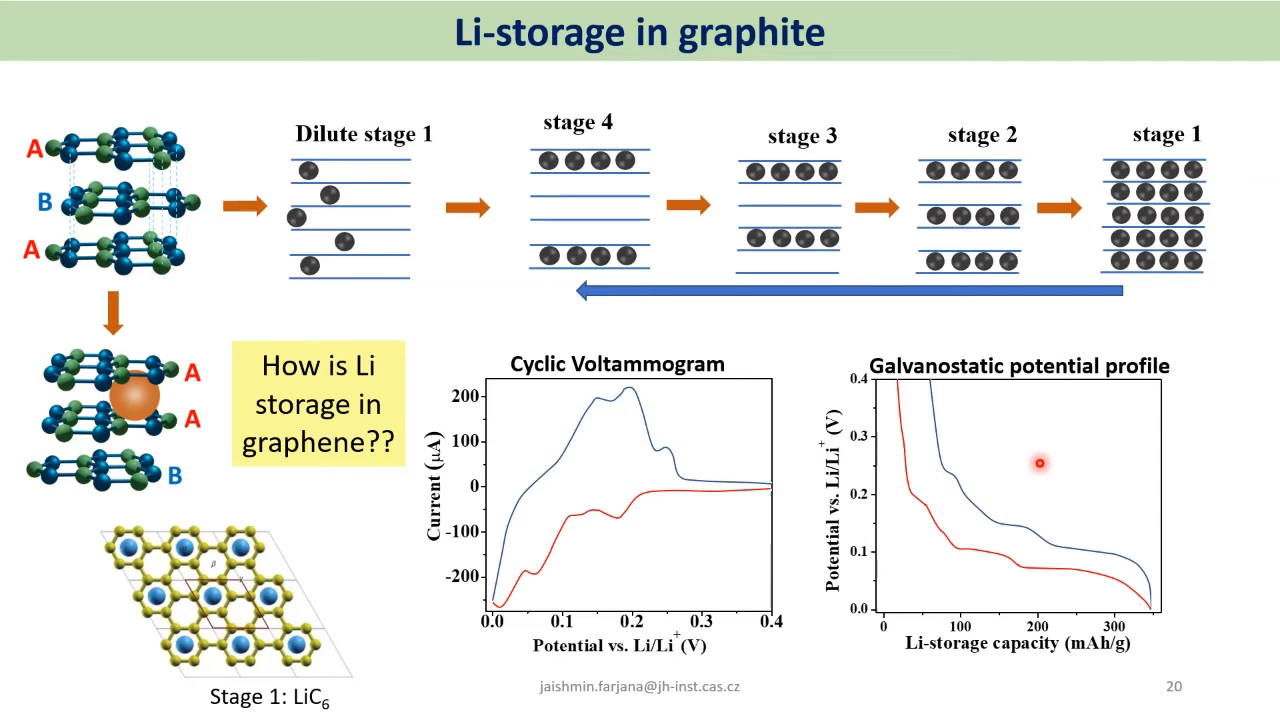 Li-storage in graphite
Dilute stage 1
stage 4
stage 3
stage 2
stage 1
A
B
A
A
A
B
How is Li
storage in
graphene??
Cyclic Voltammogram
200
100
0
-100
-200
Current (μA)
0.0 0.1 0.2 0.3 0.4
Potential vs. Li/Li+(V)
Galvanostatic potential profile
0.4
0.3
0.2
0.1
0.0
Potential vs. Li/Li+ (V)
0 100 200 300
Li-storage capacity (mAh/g)
β
γ
Stage 1: LiC6
jaishmin.farjana@jh-inst.cas.cz
20